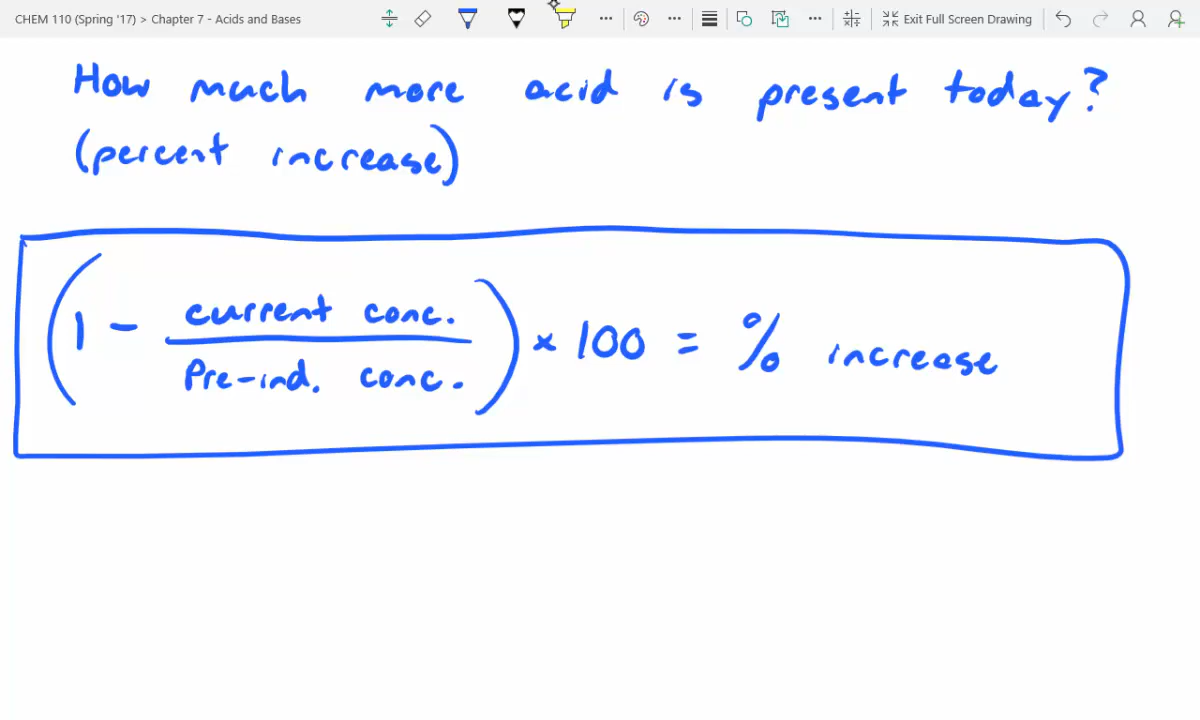 CHEM 110 (Spring '17) > Chapter 7 - Acids and Bases
Exit Full Screen Drawing
How much more acid is present today?
(percent increase)
(1 - current conc. / Pre-ind. conc.) × 100 = % increase